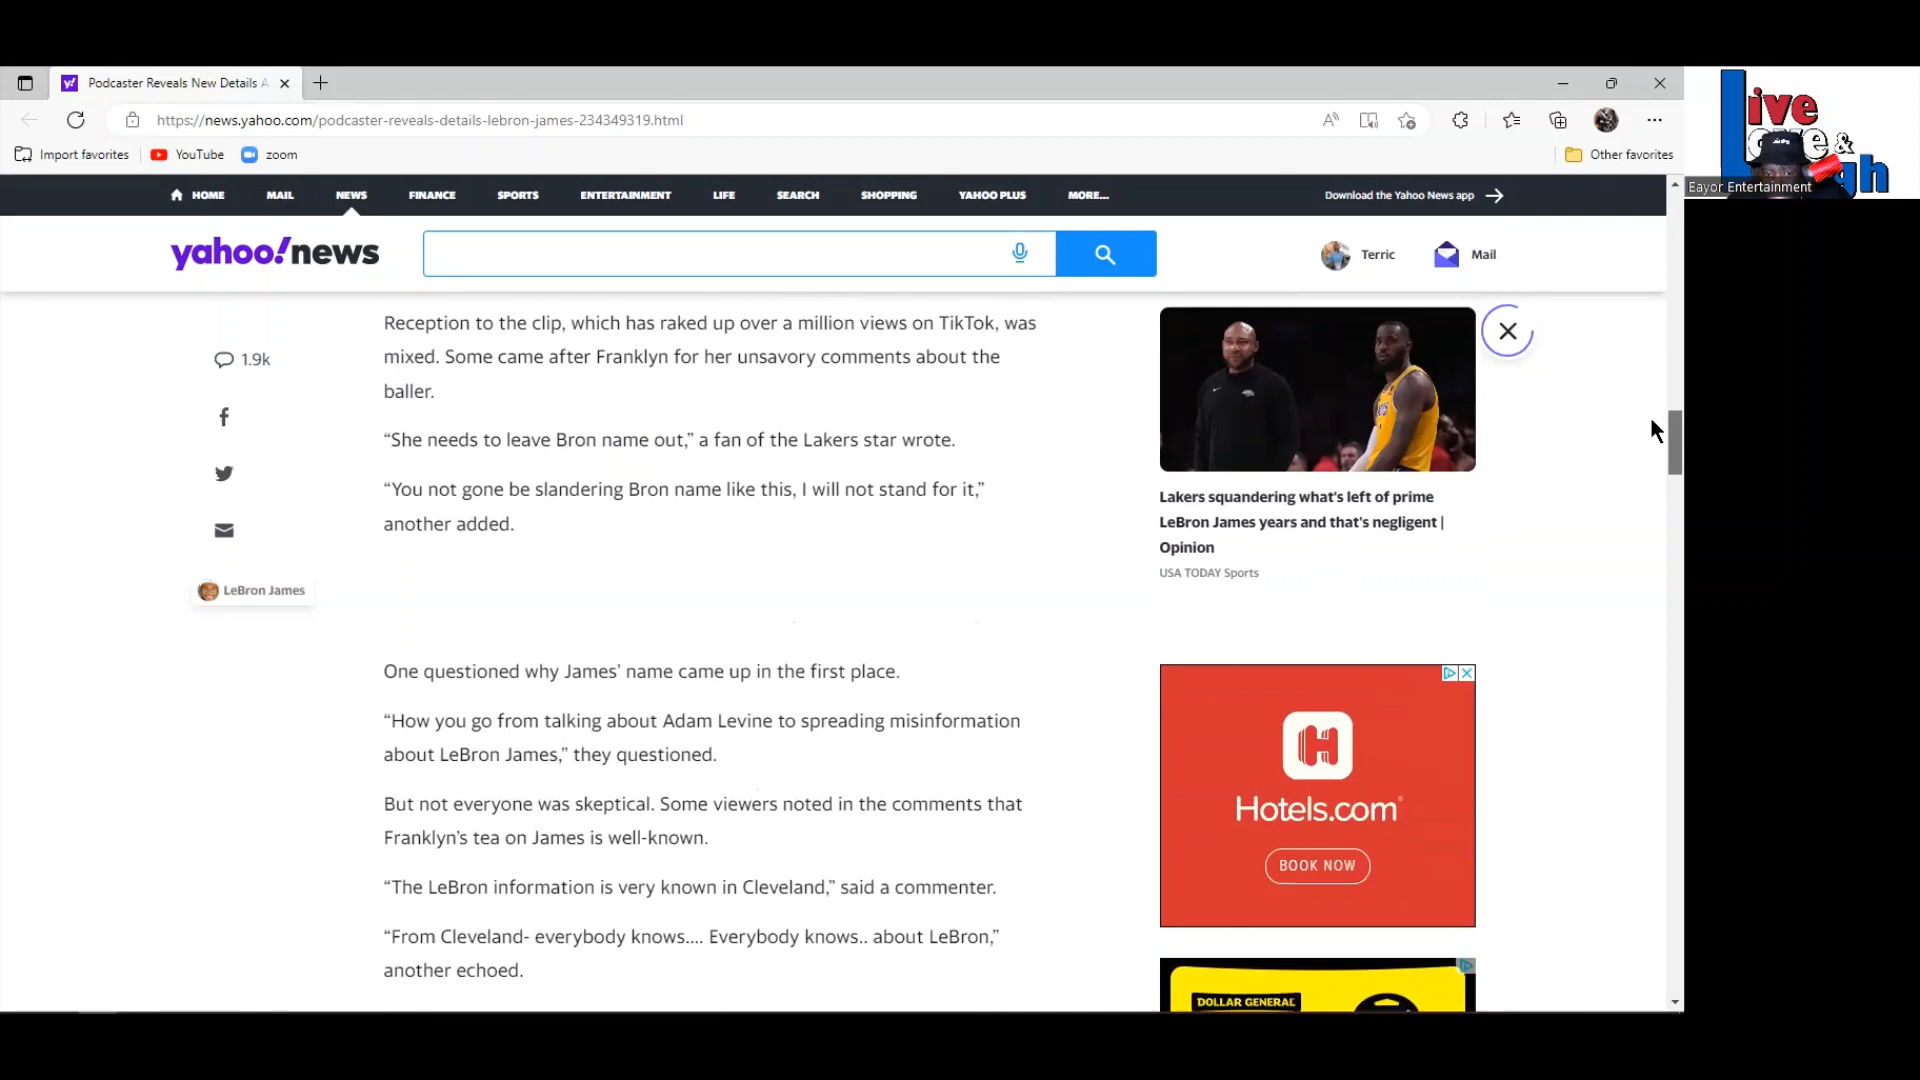 Podcaster Reveals New Details A
https://news.yahoo.com/podcaster-reveals-details-lebron-james-234349319.html
Import favorites
YouTube
zoom
Other favorites
Live
&
Eayor Entertainment
HOME
MAIL
NEWS
FINANCE
SPORTS
ENTERTAINMENT
LIFE
SEARCH
SHOPPING
YAHOO PLUS
MORE...
Download the Yahoo News app
yahoo!news
Terric
Mail
1.9k
LeBron James
Reception to the clip, which has raked up over a million views on TikTok, was
mixed. Some came after Franklyn for her unsavory comments about the
baller.
“She needs to leave Bron name out,” a fan of the Lakers star wrote.
“You not gone be slandering Bron name like this, I will not stand for it,”
another added.
One questioned why James’ name came up in the first place.
“How you go from talking about Adam Levine to spreading misinformation
about LeBron James,” they questioned.
But not everyone was skeptical. Some viewers noted in the comments that
Franklyn’s tea on James is well-known.
“The LeBron information is very known in Cleveland,” said a commenter.
“From Cleveland- everybody knows.... Everybody knows.. about LeBron,”
another echoed.
Lakers squandering what's left of prime
LeBron James years and that's negligent |
Opinion
USA TODAY Sports
Hotels.com
BOOK NOW
DOLLAR GENERAL